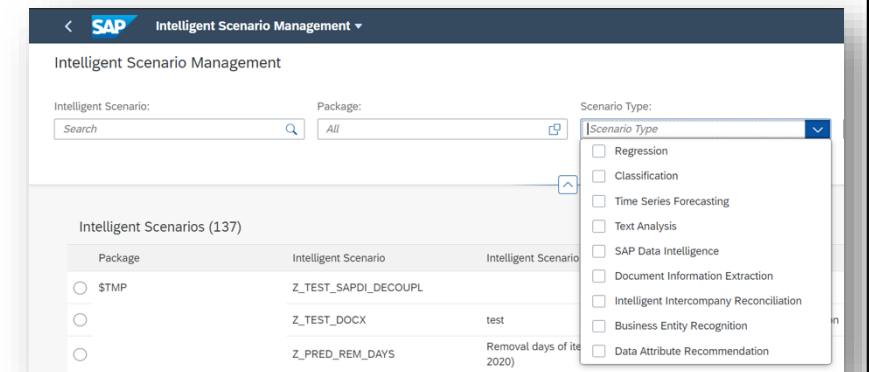 SAP Intelligent Scenario Management
Intelligent Scenario Management
Intelligent Scenario: Package: Scenario Type:
Search All Scenario Type
Regression
Classification
Time Series Forecasting
Text Analysis
SAP Data Intelligence
Document Information Extraction
Intelligent Intercompany Reconciliation
Business Entity Recognition
Data Attribute Recommendation
Intelligent Scenarios (137)
Package Intelligent Scenario Intelligent Scenario
$TMP Z_TEST_SAPDI_DECOUPL
Z_TEST_DOCX test
Z_PRED_REM_DAYS Removal days of ite
2020)